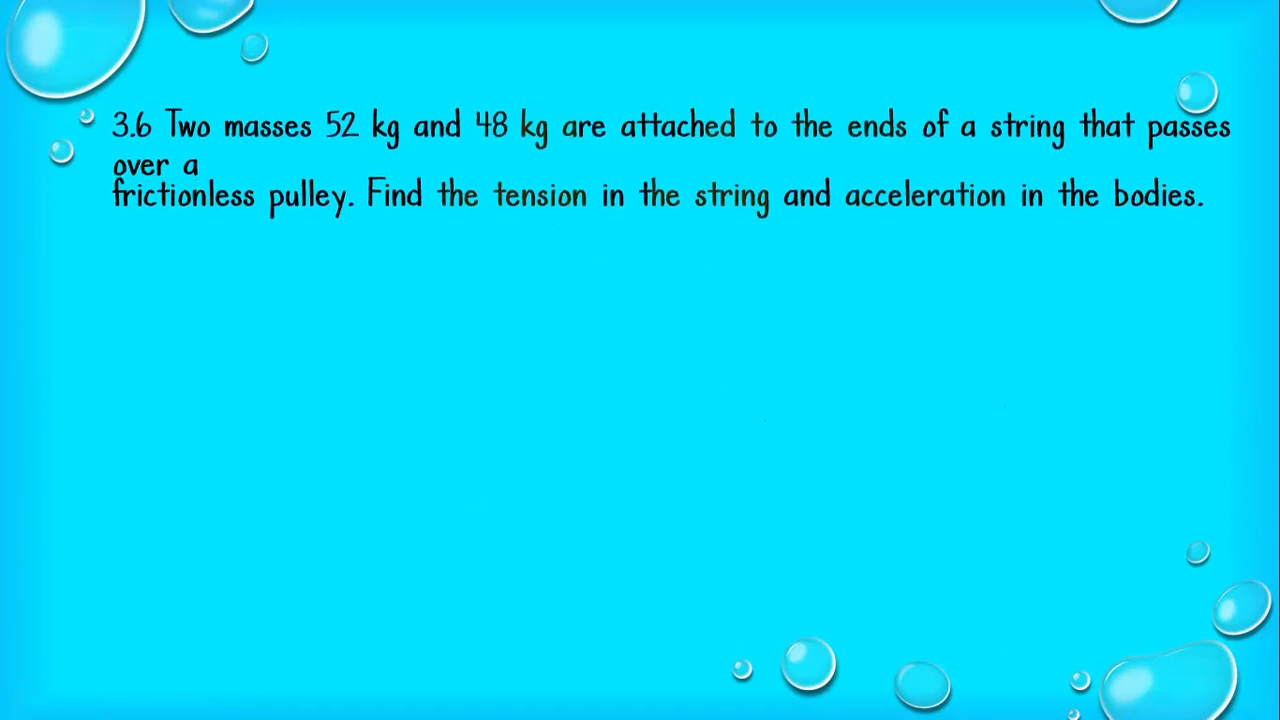 3.6 Two masses 52 kg and 48 kg are attached to the ends of a string that passes
over a
frictionless pulley. Find the tension in the string and acceleration in the bodies.